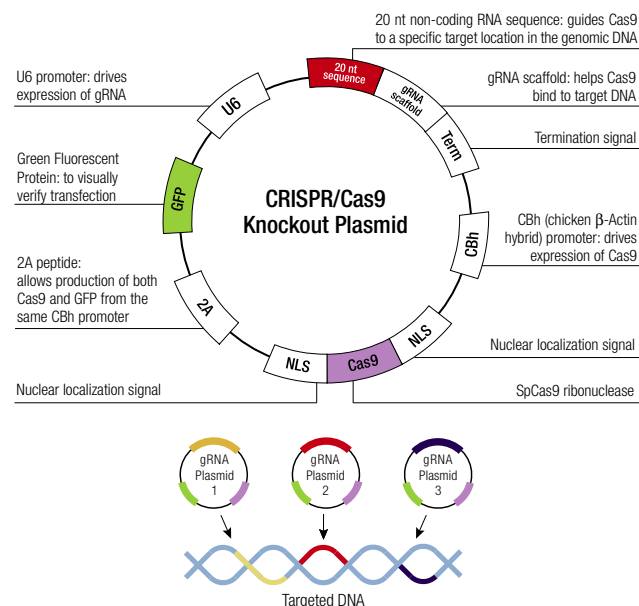 20 nt non-coding RNA sequence: guides Cas9
to a specific target location in the genomic DNA
U6 promoter: drives
expression of gRNA
20 nt
sequence
gRNA
scaffold
Term
U6
gRNA scaffold: helps Cas9
bind to target DNA
Termination signal
Green Fluorescent
Protein: to visually
verify transfection
GFP
CRISPR/Cas9
Knockout Plasmid
CBh
CBh (chicken β-Actin
hybrid) promoter: drives
expression of Cas9
2A peptide:
allows production of both
Cas9 and GFP from the
same CBh promoter
2A
NLS
Cas9
NLS
Nuclear localization signal
Nuclear localization signal
SpCas9 ribonuclease
gRNA
Plasmid
1
gRNA
Plasmid
2
gRNA
Plasmid
3
Targeted DNA